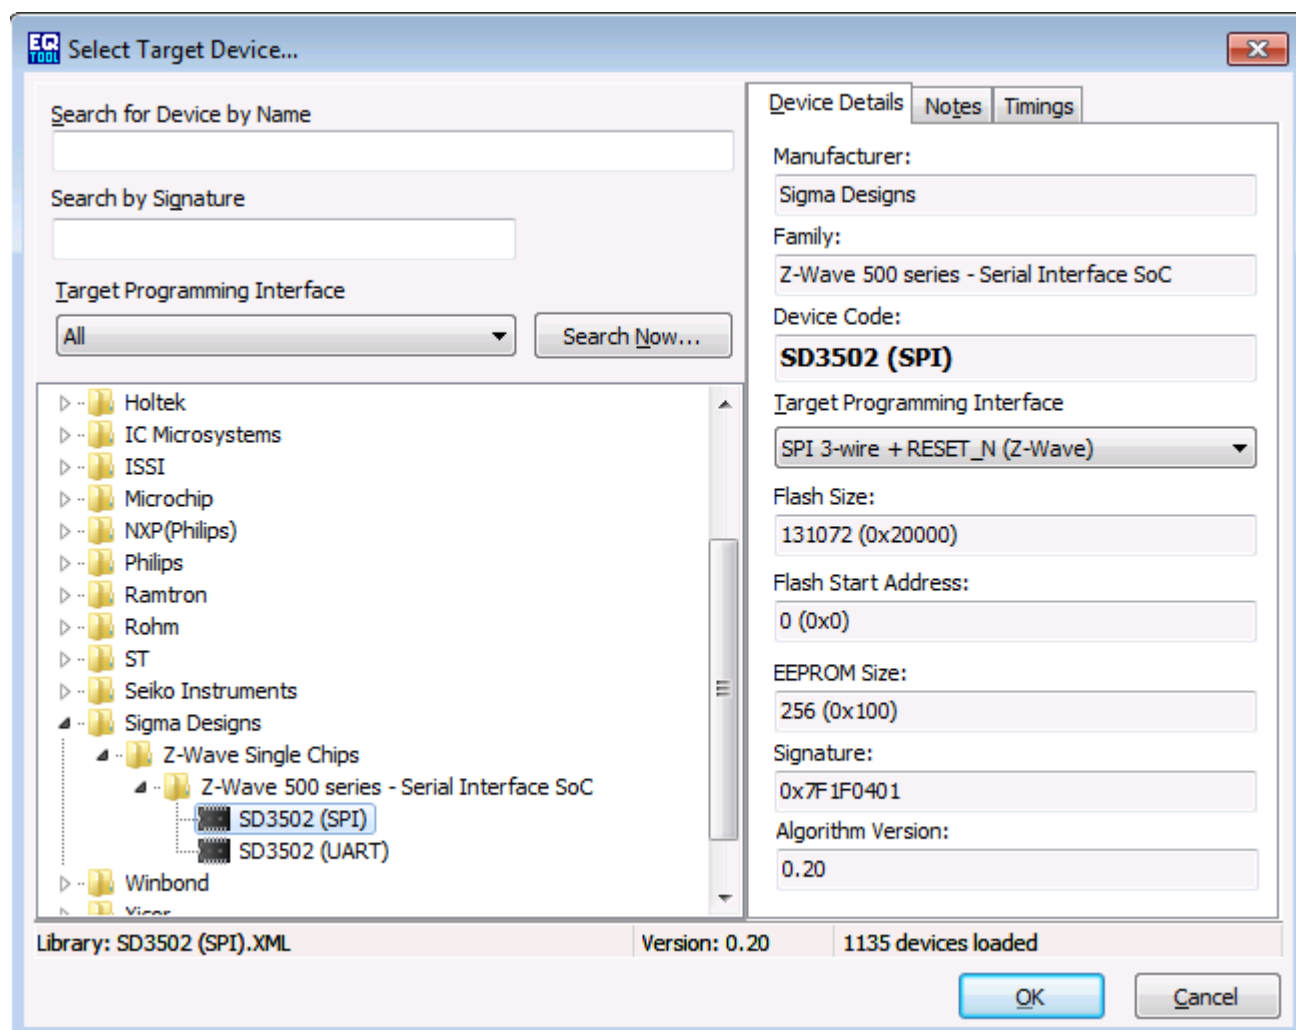 EQ TOOL Select Target Device...
Search for Device by Name
Search by Signature
Target Programming Interface
All
Search Now...
Holtek
IC Microsystems
ISSI
Microchip
NXP(Philips)
Philips
Ramtron
Rohm
ST
Seiko Instruments
Sigma Designs
Z-Wave Single Chips
Z-Wave 500 series - Serial Interface SoC
SD3502 (SPI)
SD3502 (UART)
Winbond
Device Details Notes Timings
Manufacturer:
Sigma Designs
Family:
Z-Wave 500 series - Serial Interface SoC
Device Code:
SD3502 (SPI)
Target Programming Interface
SPI 3-wire + RESET_N (Z-Wave)
Flash Size:
131072 (0x20000)
Flash Start Address:
0 (0x0)
EEPROM Size:
256 (0x100)
Signature:
0x7F1F0401
Algorithm Version:
0.20
Library: SD3502 (SPI).XML Version: 0.20 1135 devices loaded
OK Cancel